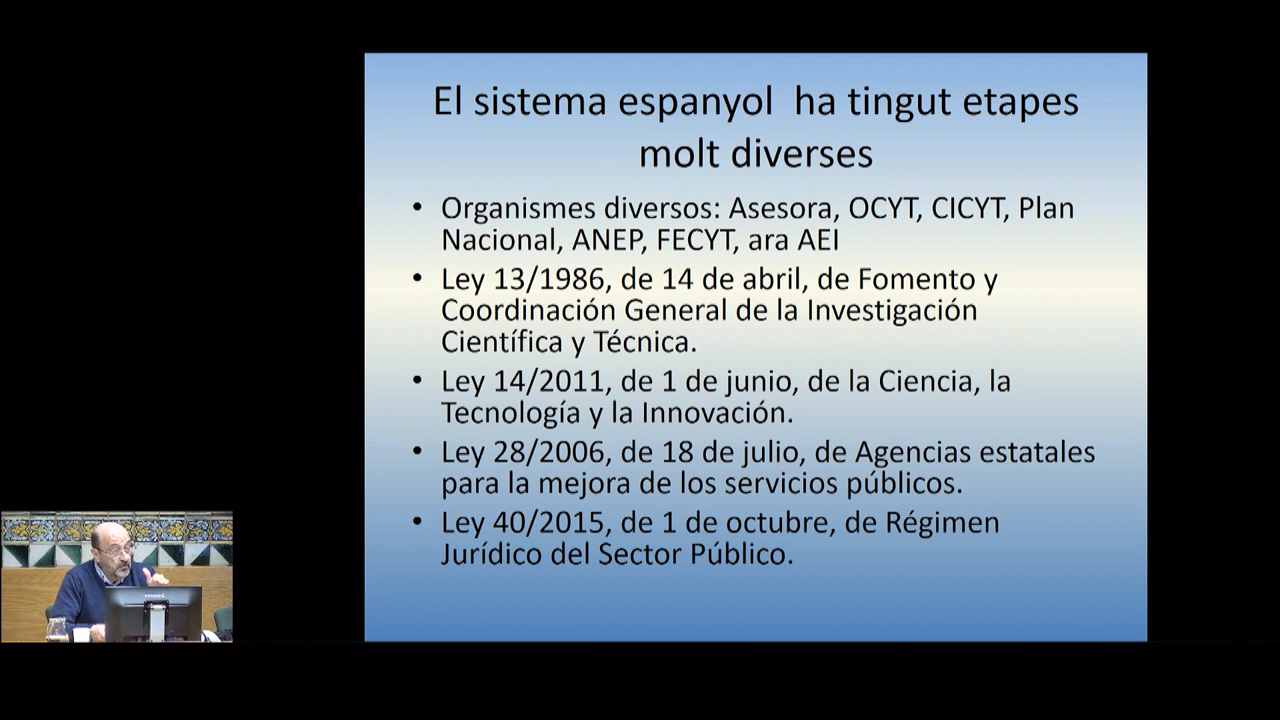 El sistema espanyol ha tingut etapes
molt diverses
• Organismes diversos: Asesora, OCYT, CICYT, Plan
Nacional, ANEP, FECYT, ara AEI
• Ley 13/1986, de 14 de abril, de Fomento y
Coordinación General de la Investigación
Científica y Técnica.
• Ley 14/2011, de 1 de junio, de la Ciencia, la
Tecnología y la Innovación.
• Ley 28/2006, de 18 de julio, de Agencias estatales
para la mejora de los servicios públicos.
• Ley 40/2015, de 1 de octubre, de Régimen
Jurídico del Sector Público.